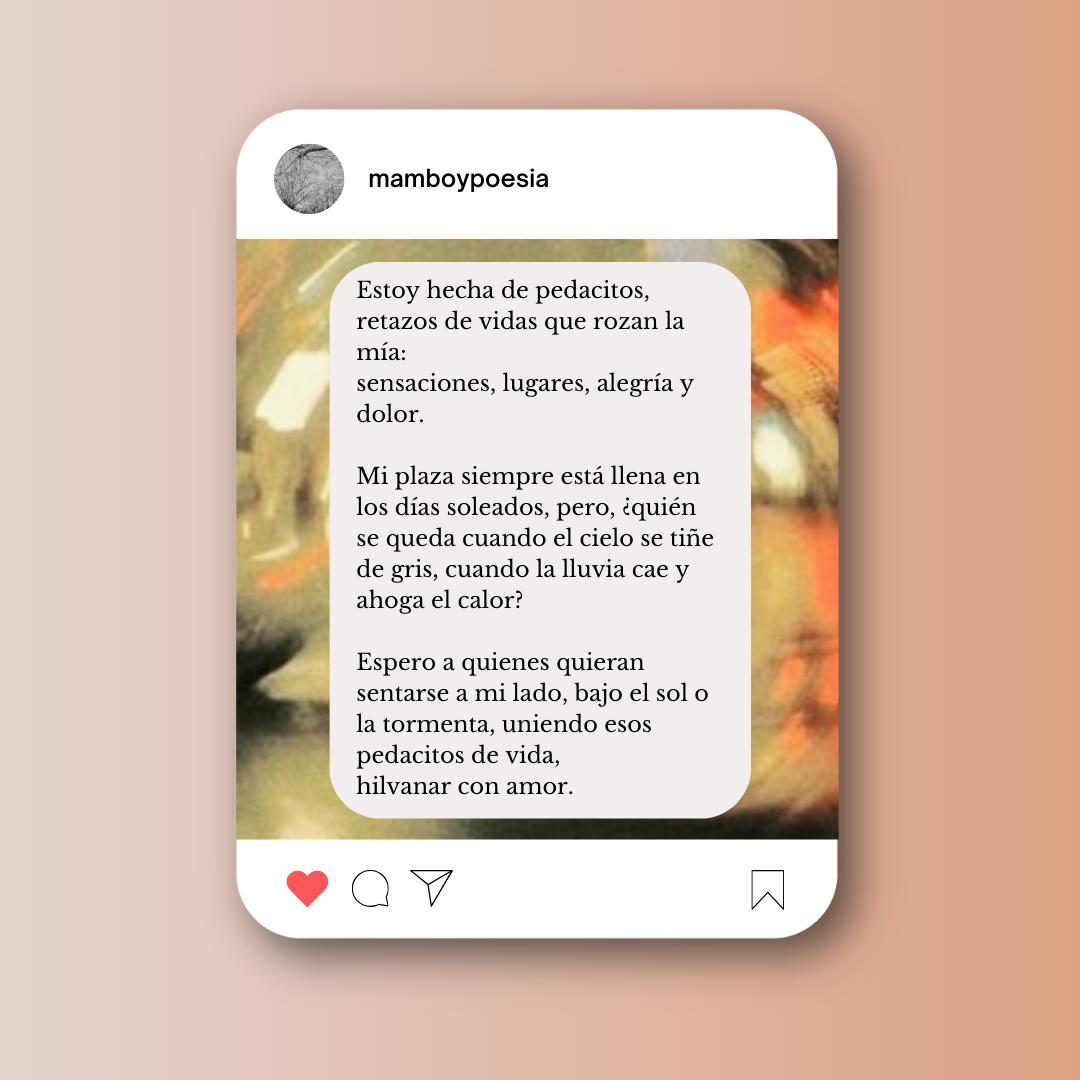 mamboypoesia
Estoy hecha de pedacitos,
retazos de vidas que rozan la
mía:
sensaciones, lugares, alegría y
dolor.
Mi plaza siempre está llena en
los días soleados, pero, ¿quién
se queda cuando el cielo se tiñe
de gris, cuando la lluvia cae y
ahoga el calor?
Espero a quienes quieran
sentarse a mi lado, bajo el sol o
la tormenta, uniendo esos
pedacitos de vida,
hilvanar con amor.